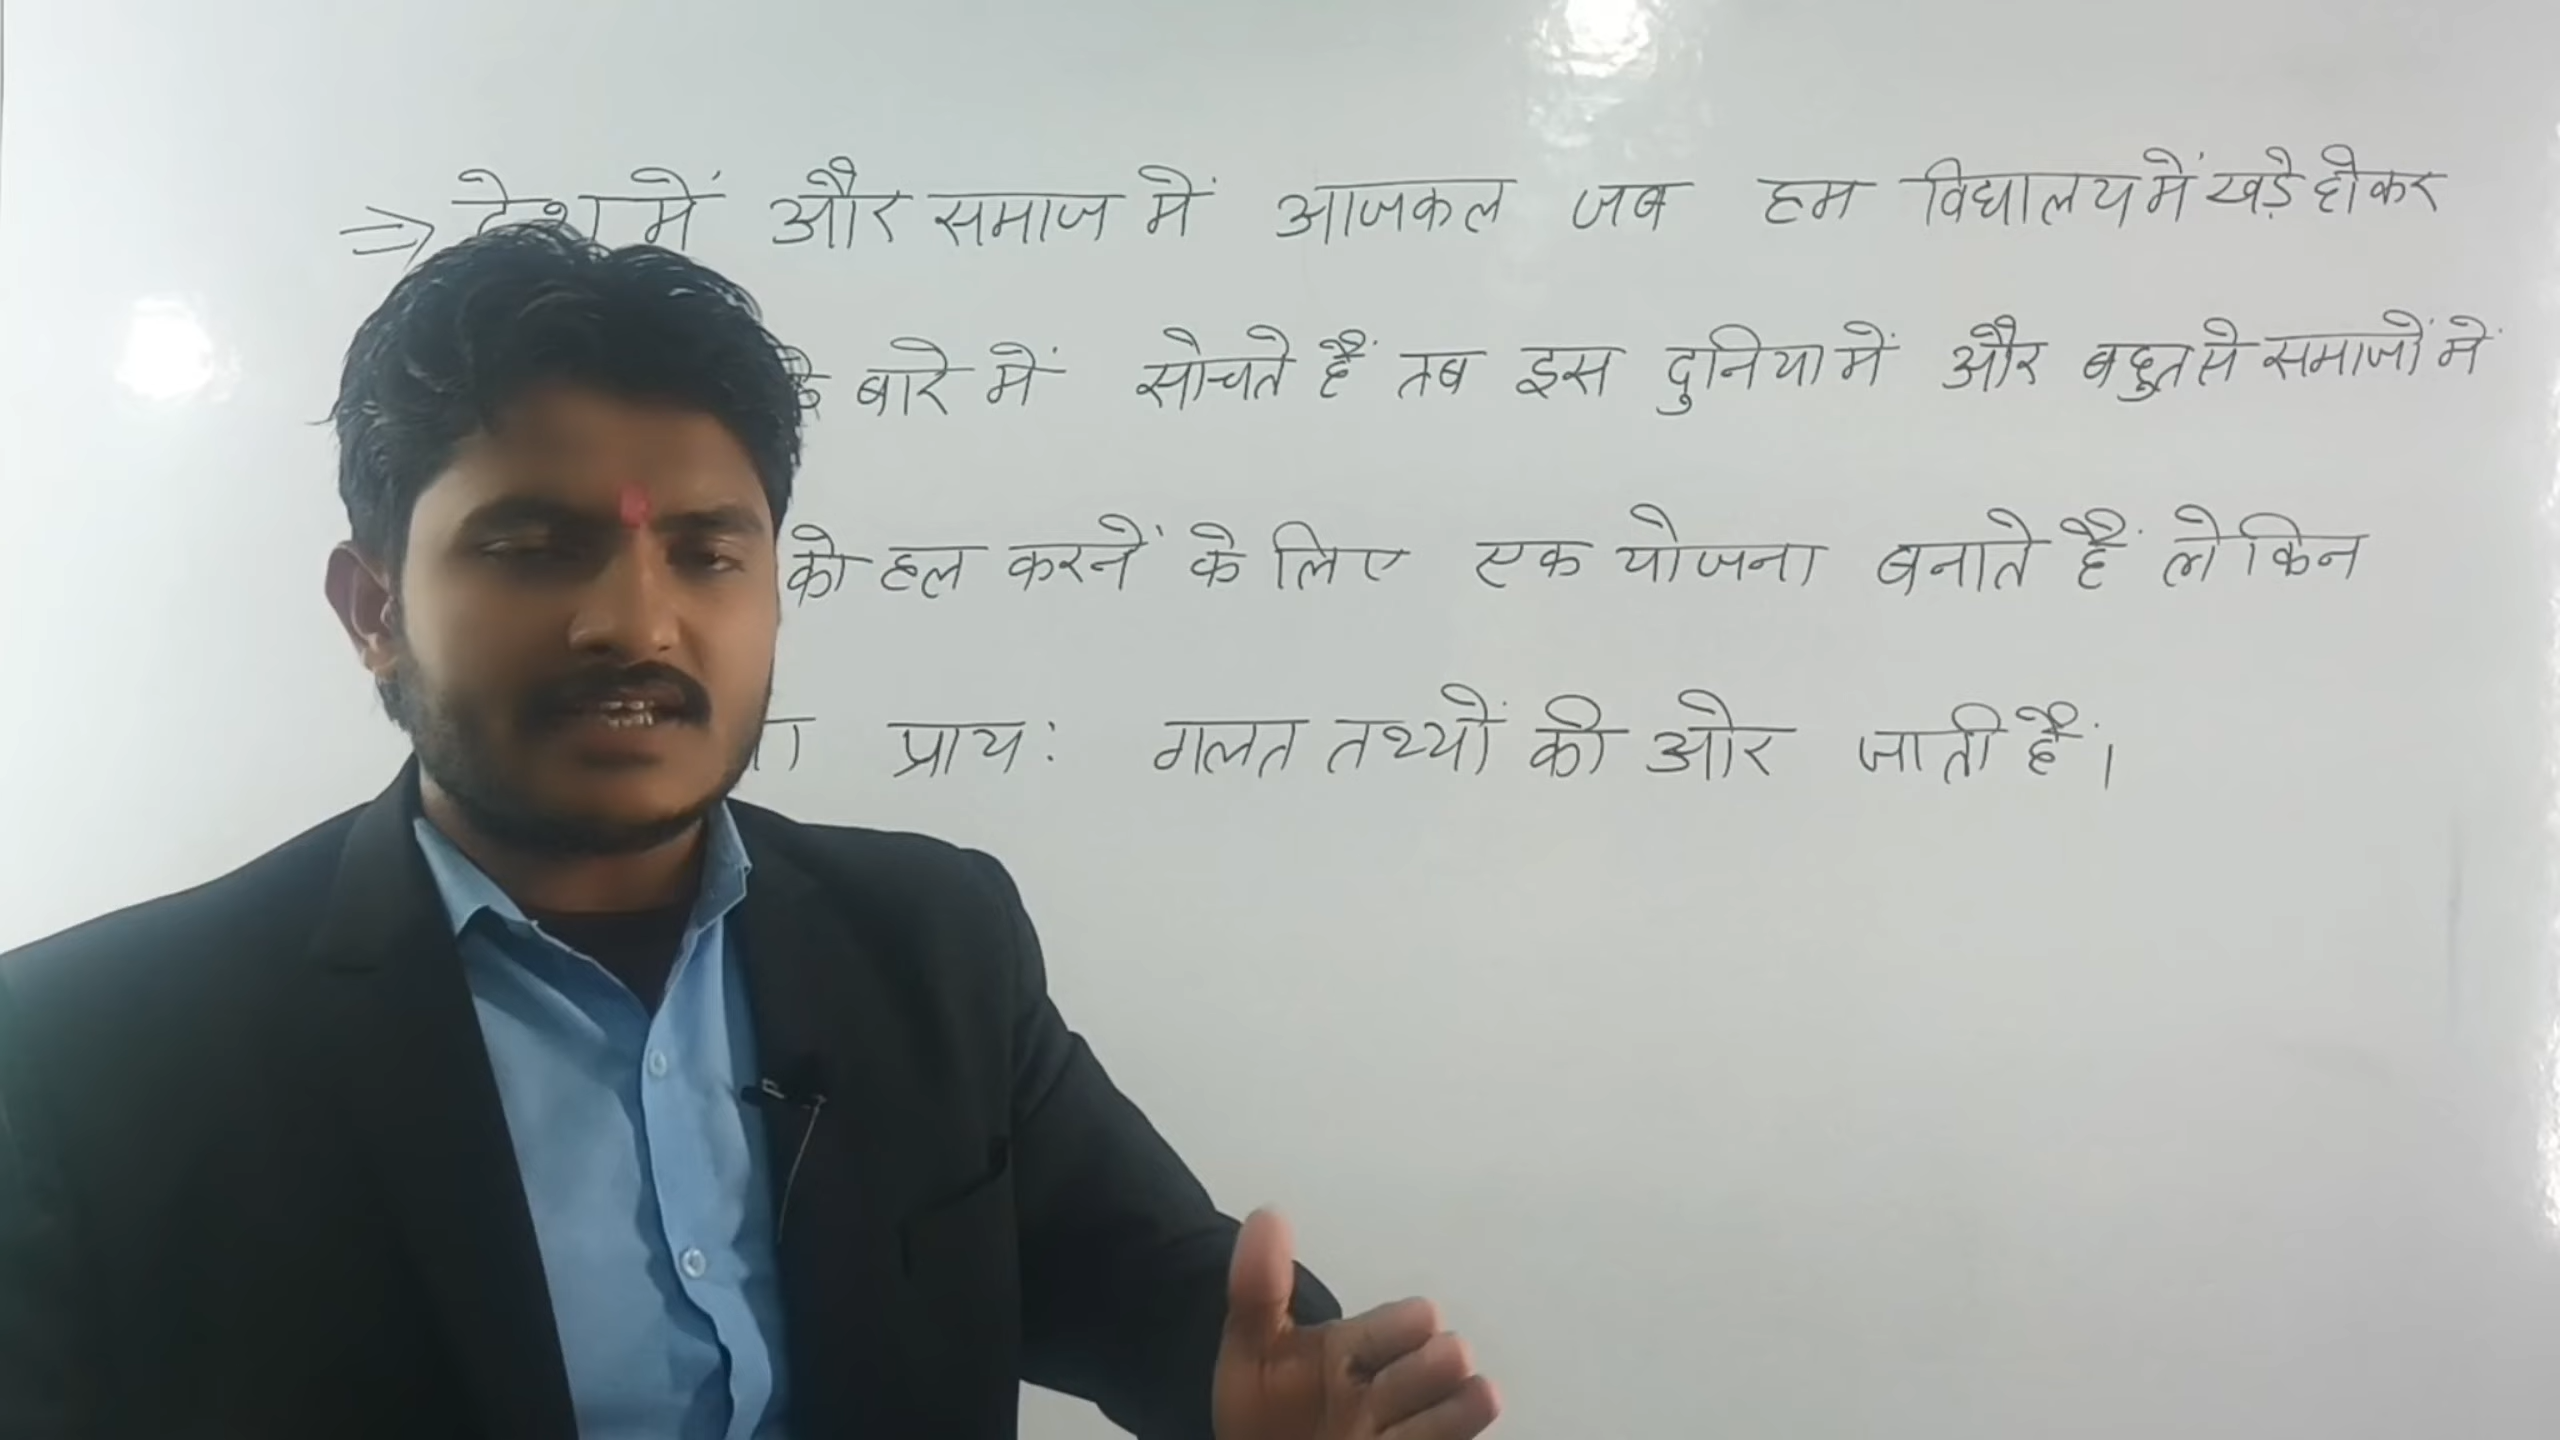 ⇒ देश में और समाज में आजकल जब हम विद्यालय में खड़े होकर
के बारे में सोचते हैं तब इस दुनिया में और बहुत से समाजों में
को हल करनें के लिए एक योजना बनाते हैं लेकिन
प्राय: गलत तथ्यों की ओर जाती हैं।